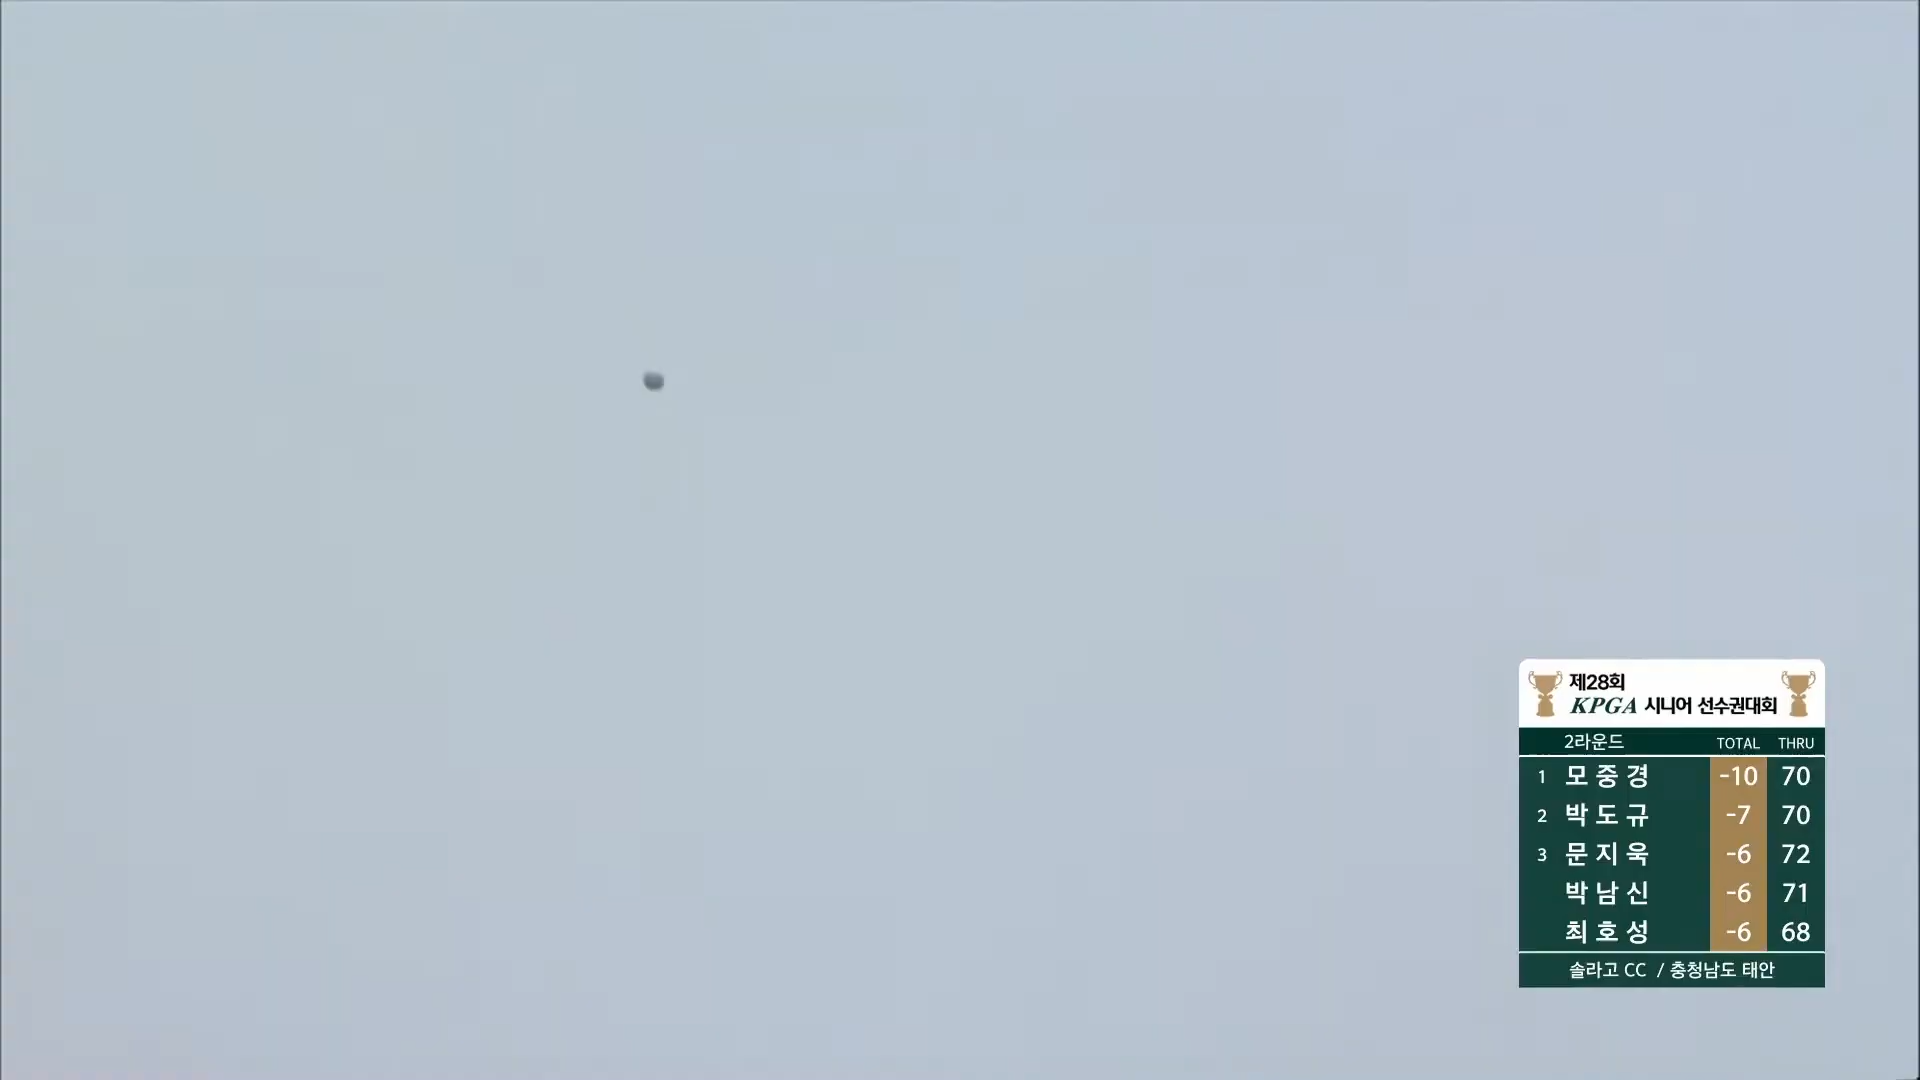 제28회
KPGA 시니어 선수권대회
2라운드 TOTAL THRU
1 모중경 -10 70
2 박도규 -7 70
3 문지욱 -6 72
박남신 -6 71
최호성 -6 68
솔라고 CC / 충청남도 태안